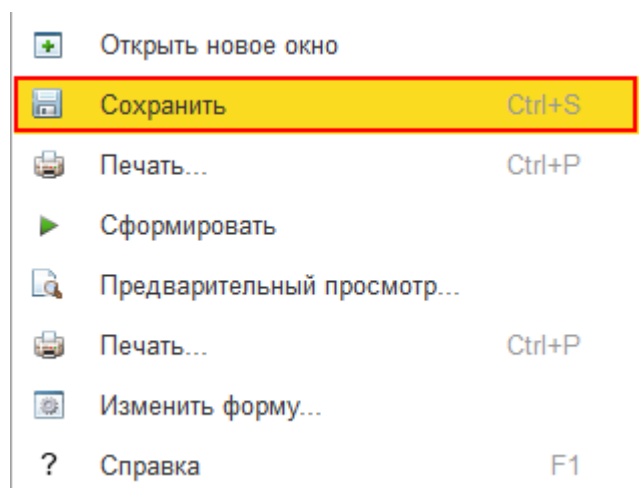 Открыть новое окно
Сохранить Ctrl+S
Печать... Ctrl+P
Сформировать
Предварительный просмотр...
Печать... Ctrl+P
Изменить форму...
? Справка F1